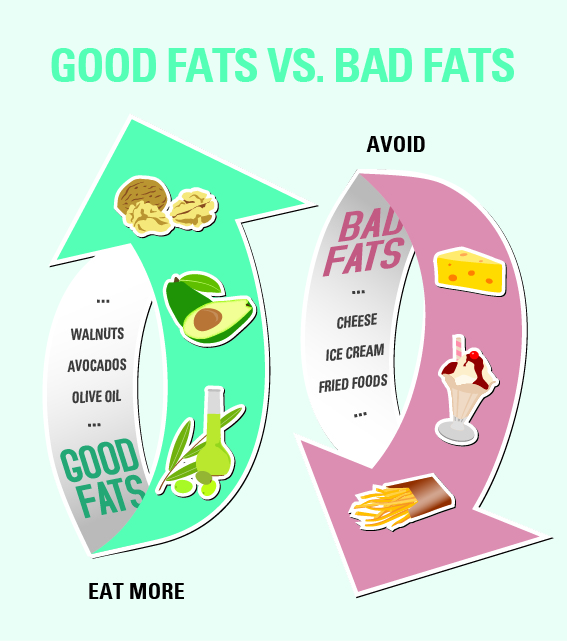 GOOD FATS VS. BAD FATS
...
WALNUTS
AVOCADOS
OLIVE OIL
...
GOOD
FATS
EAT MORE
AVOID
BAD
FATS
...
CHEESE
ICE CREAM
FRIED FOODS
...